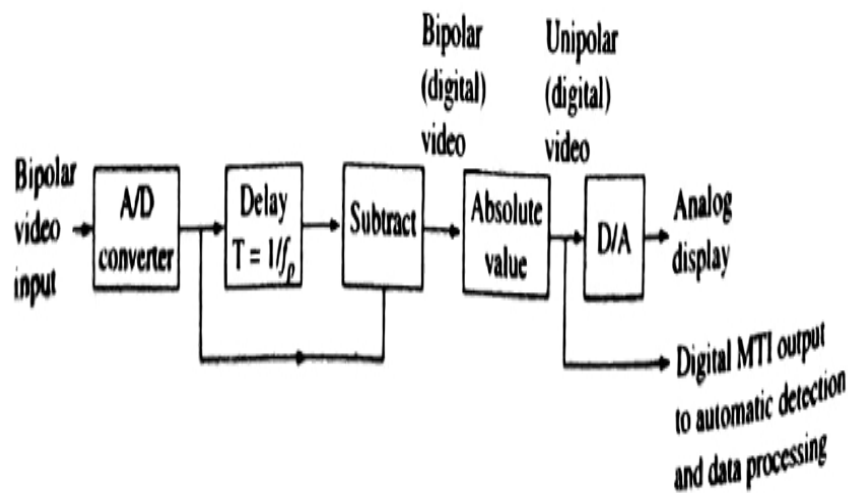 Bipolar
video
input
A/D
converter
Delay
T = 1/fp
Subtract
Bipolar
(digital)
video
Absolute
value
Unipolar
(digital)
video
D/A
Analog
display
Digital MTI output
to automatic detection
and data processing